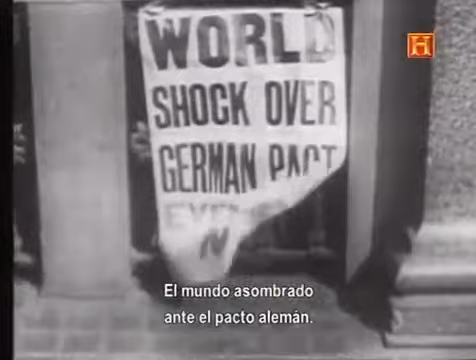 WORLD
SHOCK OVER
GERMAN PACT
H
El mundo asombrado
ante el pacto alemán.